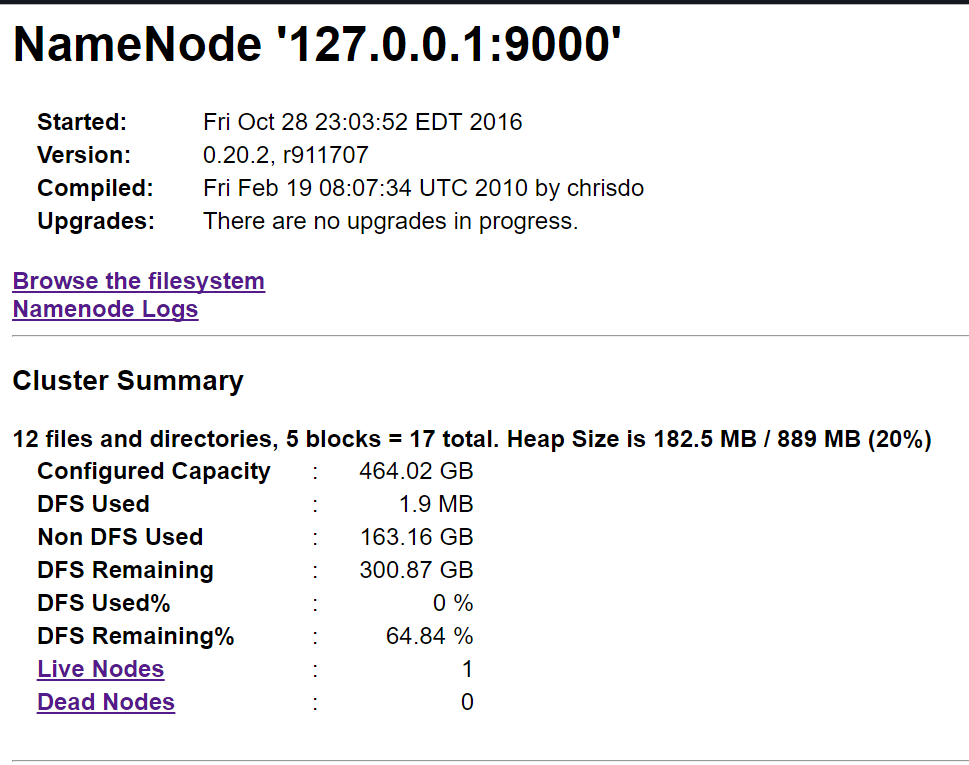 NameNode '127.0.0.1:9000'
Started: Fri Oct 28 23:03:52 EDT 2016
Version: 0.20.2, r911707
Compiled: Fri Feb 19 08:07:34 UTC 2010 by chrisdo
Upgrades: There are no upgrades in progress.
Browse the filesystem
Namenode Logs
Cluster Summary
12 files and directories, 5 blocks = 17 total. Heap Size is 182.5 MB / 889 MB (20%)
Configured Capacity : 464.02 GB
DFS Used : 1.9 MB
Non DFS Used : 163.16 GB
DFS Remaining : 300.87 GB
DFS Used% : 0 %
DFS Remaining% : 64.84 %
Live Nodes : 1
Dead Nodes : 0